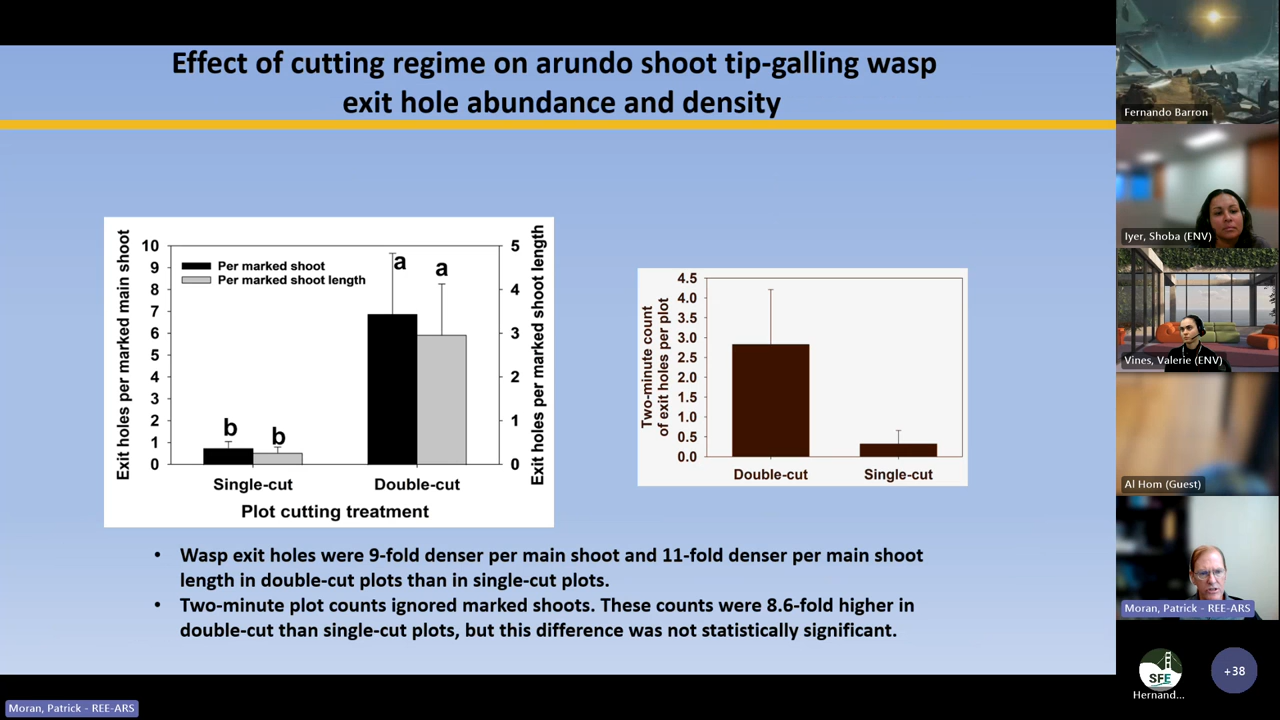 Effect of cutting regime on arundo shoot tip-galling wasp
exit hole abundance and density
Exit holes per marked main shoot
10
9
8
7
6
5
4
3
2
1
0
Per marked shoot
Per marked shoot length
b
b
a
a
5
4
3
2
1
0
Exit holes per marked shoot length
Single-cut
Double-cut
Plot cutting treatment
Two-minute count
of exit holes per plot
4.5
4.0
3.5
3.0
2.5
2.0
1.5
1.0
0.5
0.0
Double-cut
Single-cut
• Wasp exit holes were 9-fold denser per main shoot and 11-fold denser per main shoot
length in double-cut plots than in single-cut plots.
• Two-minute plot counts ignored marked shoots. These counts were 8.6-fold higher in
double-cut than single-cut plots, but this difference was not statistically significant.
Moran, Patrick - REE-ARS
Fernando Barron
Iyer, Shoba (ENV)
Vines, Valerie (ENV)
Al Hom (Guest)
Moran, Patrick - REE-ARS
SFE
Hernand...
+38